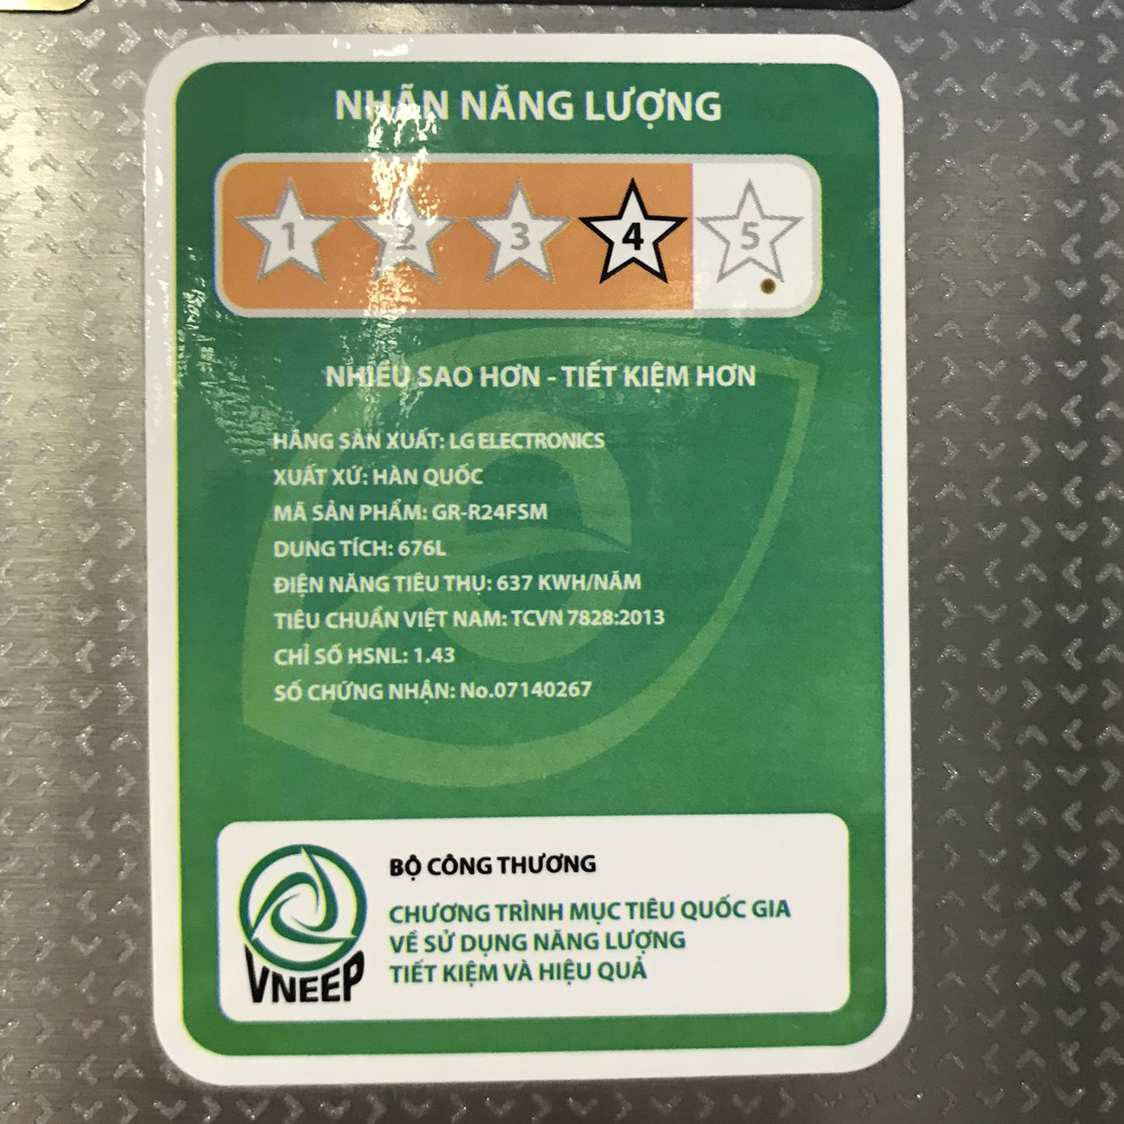 NHÃN NĂNG LƯỢNG
1 2 3 4 5
NHIỀU SAO HƠN - TIẾT KIỆM HƠN
HÃNG SẢN XUẤT: LG ELECTRONICS
XUẤT XỨ: HÀN QUỐC
MÃ SẢN PHẨM: GR-R24FSM
DUNG TÍCH: 676L
ĐIỆN NĂNG TIÊU THỤ: 637 KWH/NĂM
TIÊU CHUẨN VIỆT NAM: TCVN 7828:2013
CHỈ SỐ HSNL: 1.43
SỐ CHỨNG NHẬN: No.07140267
BỘ CÔNG THƯƠNG
CHƯƠNG TRÌNH MỤC TIÊU QUỐC GIA
VỀ SỬ DỤNG NĂNG LƯỢNG
TIẾT KIỆM VÀ HIỆU QUẢ
VNEEP